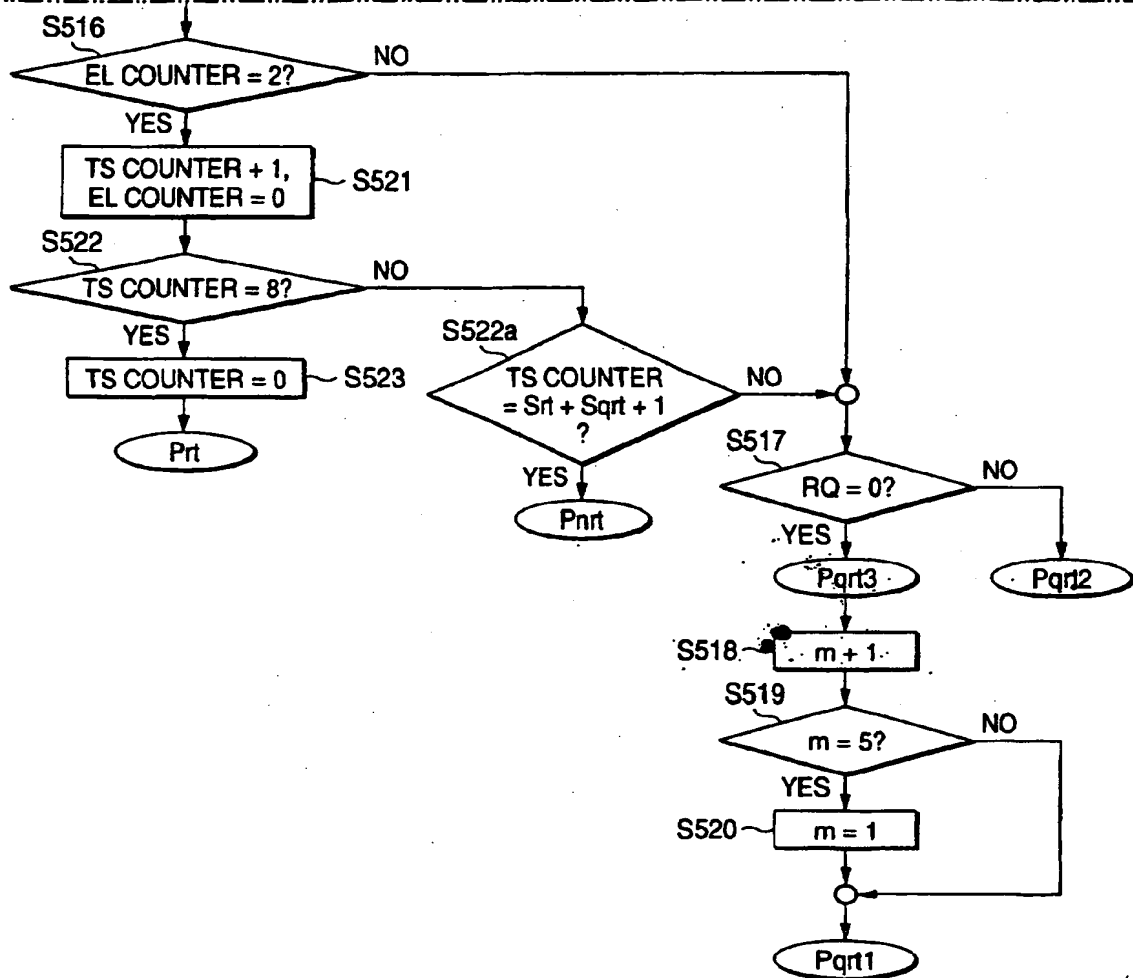 S516
EL COUNTER = 2?
NO
YES
TS COUNTER + 1,
EL COUNTER = 0
S521
S522
TS COUNTER = 8?
NO
YES
TS COUNTER = 0
S523
Prt
S522a
TS COUNTER
= Srt + Sqrt + 1
?
NO
YES
Pnrt
S517
RQ = 0?
NO
YES
Pqrt3
Pqrt2
S518
m + 1
S519
m = 5?
NO
YES
S520
m = 1
Pqrt1